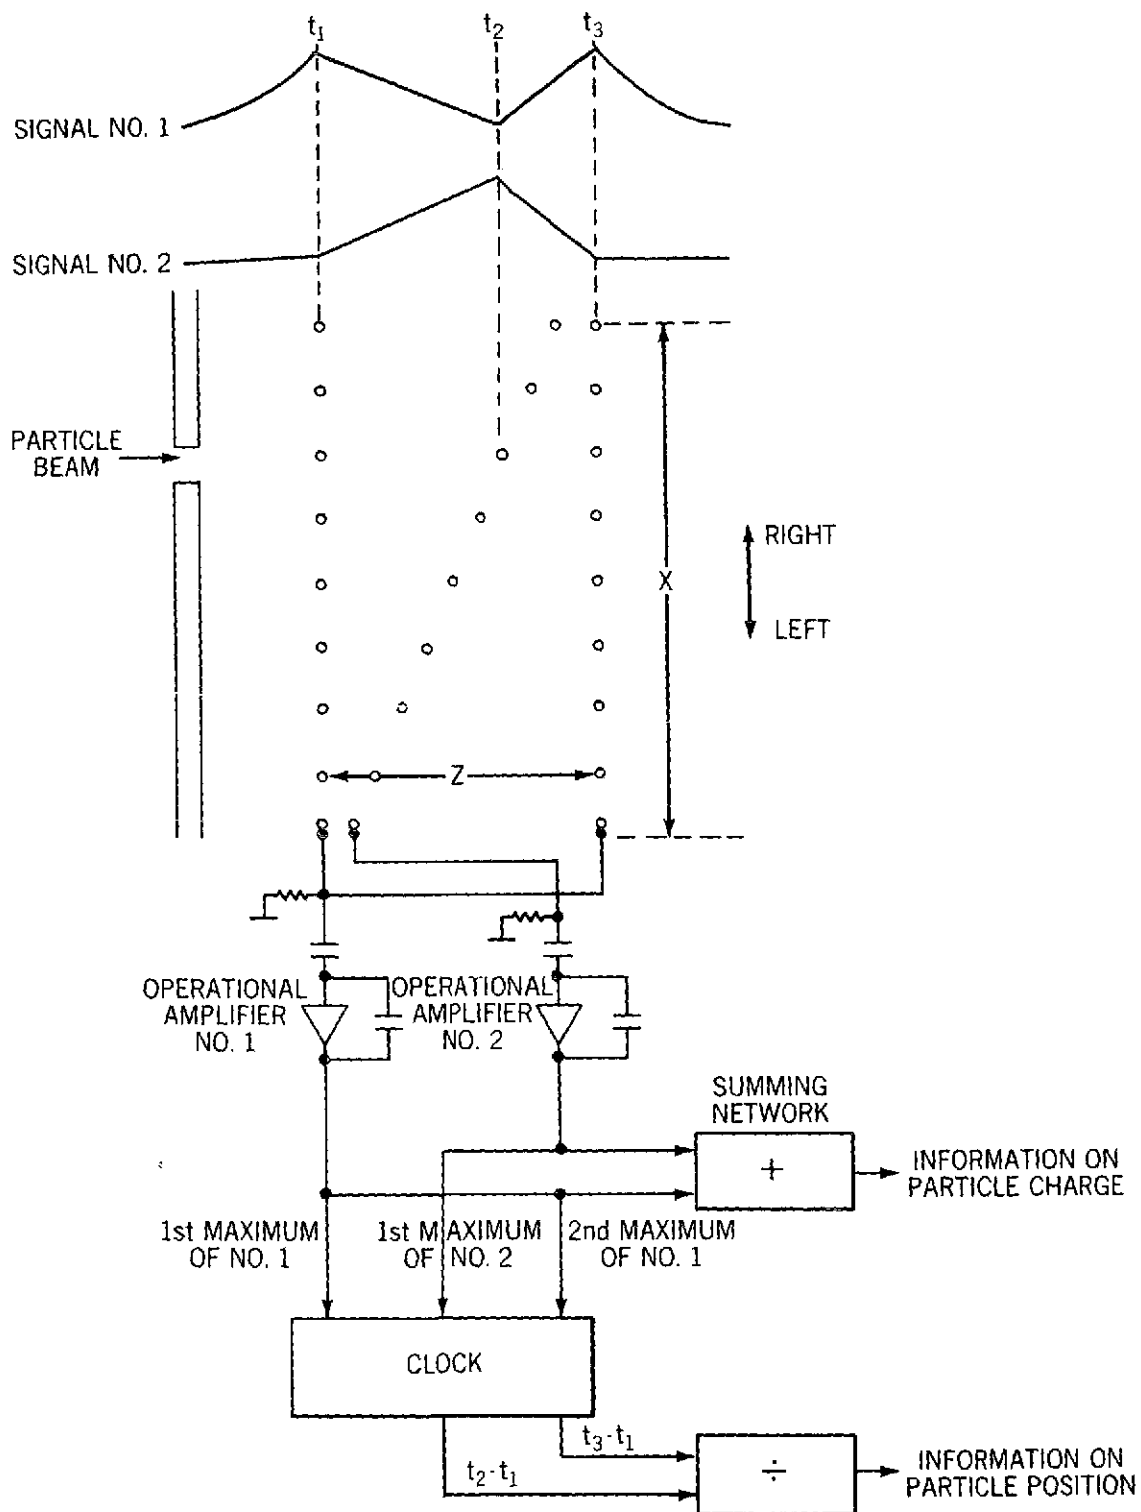 t1
t2
t3
SIGNAL NO. 1
SIGNAL NO. 2
PARTICLE
BEAM
RIGHT
X
LEFT
Z
OPERATIONAL
AMPLIFIER
NO. 1
OPERATIONAL
AMPLIFIER
NO. 2
SUMMING
NETWORK
+
INFORMATION ON
PARTICLE CHARGE
1st MAXIMUM
OF NO. 1
1st MAXIMUM
OF NO. 2
2nd MAXIMUM
OF NO. 1
CLOCK
t3-t1
t2-t1
÷
INFORMATION ON
PARTICLE POSITION